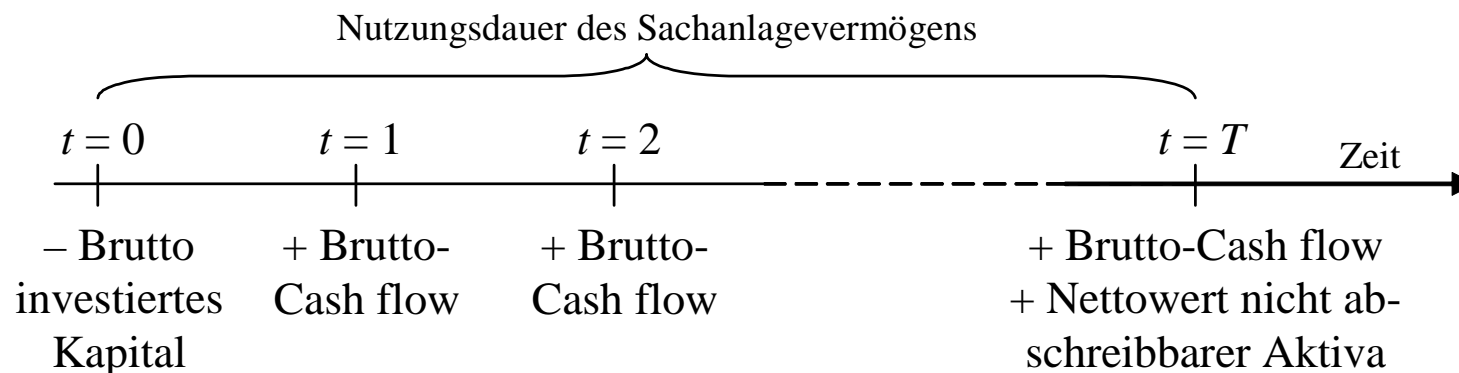 Nutzungsdauer des Sachanlagevermögens
t = 0
t = 1
t = 2
t = T
Zeit
– Brutto
investiertes
Kapital
+ Brutto-
Cash flow
+ Brutto-
Cash flow
+ Brutto-Cash flow
+ Nettowert nicht ab-
schreibbarer Aktiva